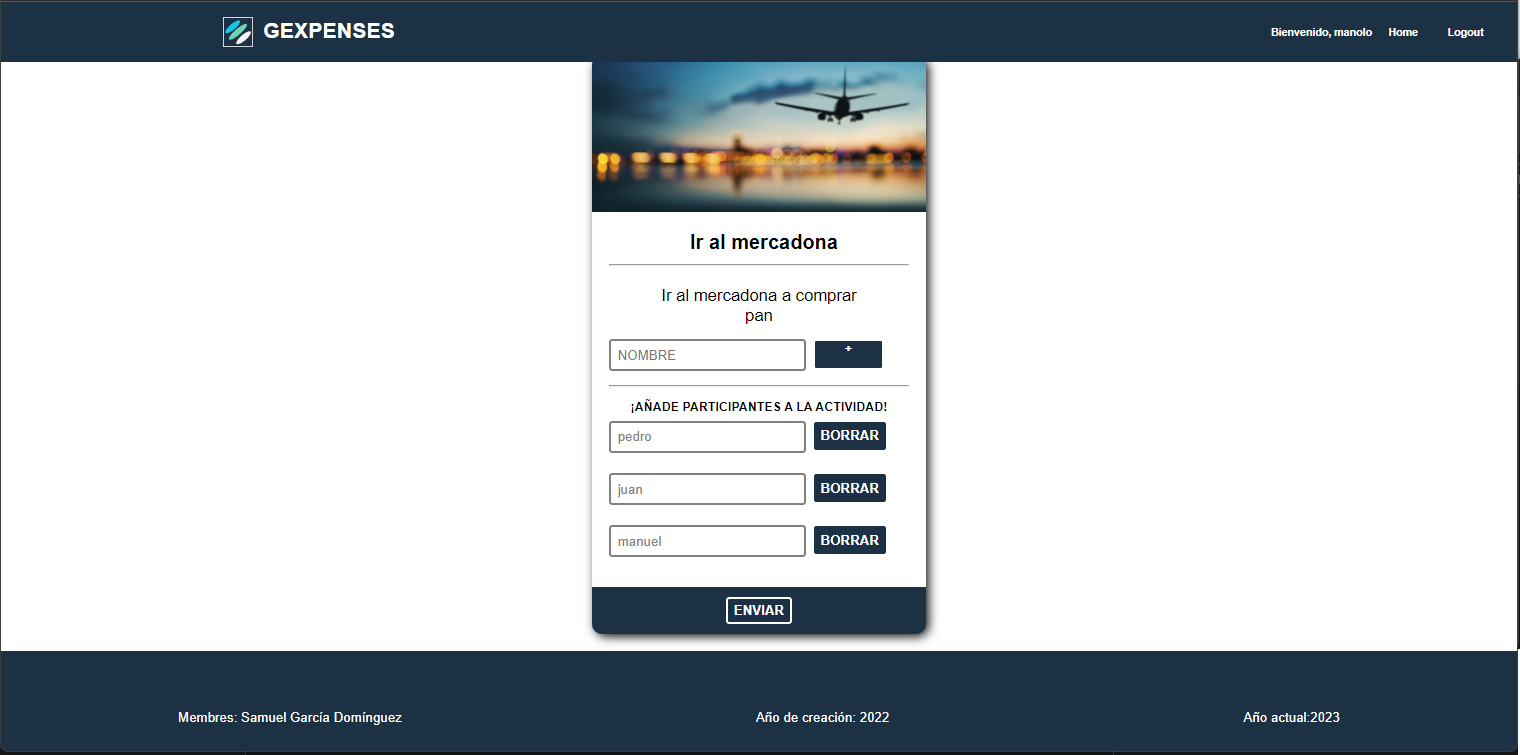 GEXPENSES
Bienvenido, manolo Home Logout
Ir al mercadona
Ir al mercadona a comprar
pan
NOMBRE +
¡AÑADE PARTICIPANTES A LA ACTIVIDAD!
pedro BORRAR
juan BORRAR
manuel BORRAR
ENVIAR
Membres: Samuel García Domínguez Año de creación: 2022 Año actual:2023